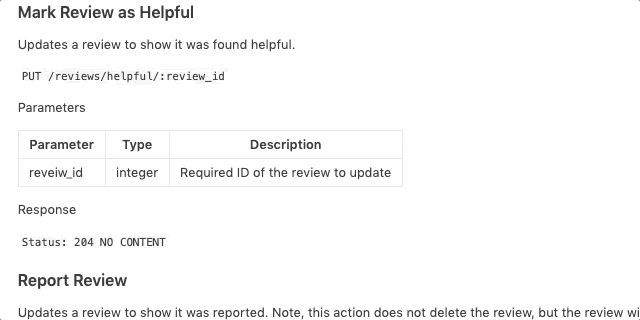 Mark Review as Helpful
Updates a review to show it was found helpful.
PUT /reviews/helpful/:review_id
Parameters
Parameter Type Description
reveiw_id integer Required ID of the review to update
Response
Status: 204 NO CONTENT
Report Review
Updates a review to show it was reported. Note, this action does not delete the review, but the review